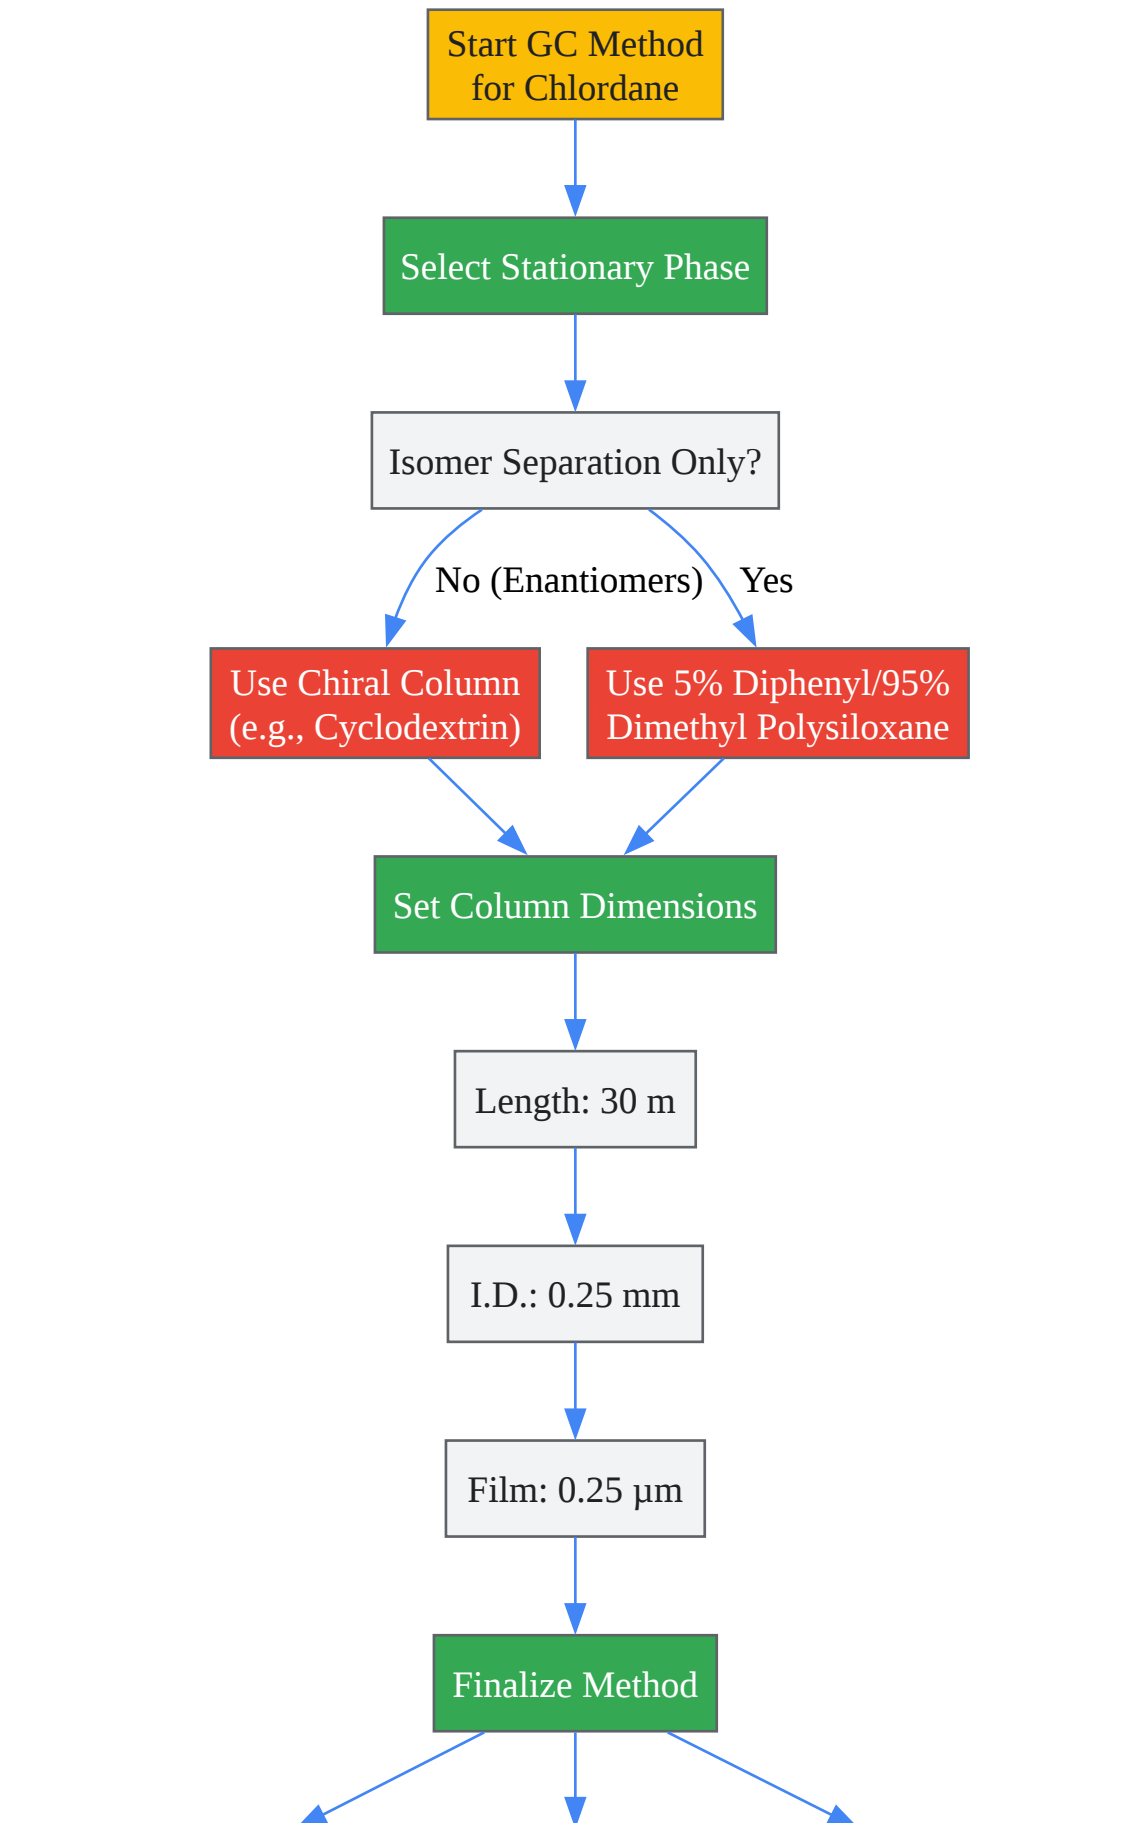 Start GC Method
for Chlordane
Select Stationary Phase
Isomer Separation Only?
No (Enantiomers)
Yes
Use Chiral Column
(e.g., Cyclodextrin)
Use 5% Diphenyl/95%
Dimethyl Polysiloxane
Set Column Dimensions
Length: 30 m
I.D.: 0.25 mm
Film: 0.25 µm
Finalize Method